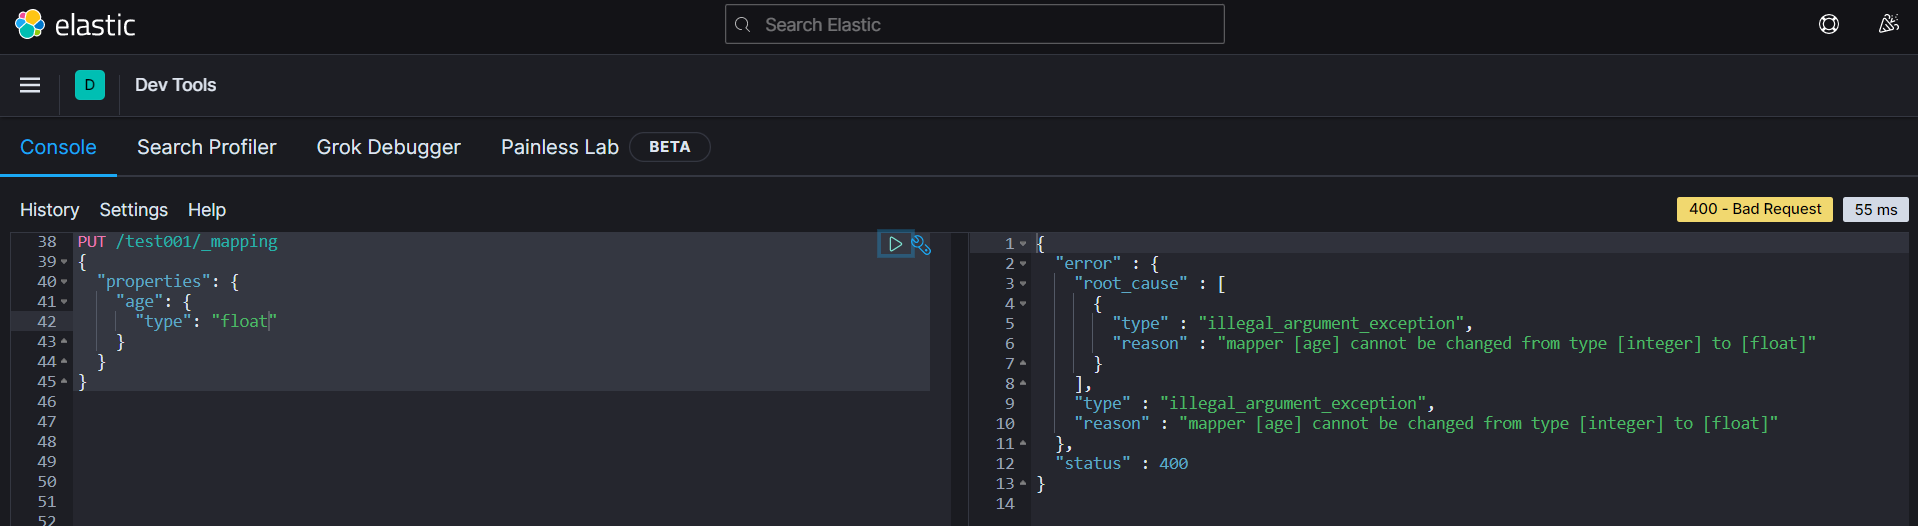 elastic
Search Elastic
D
Dev Tools
Console
Search Profiler
Grok Debugger
Painless Lab
BETA
History
Settings
Help
400 - Bad Request
55 ms
38 PUT /test001/_mapping
39 {
40 "properties": {
41 "age": {
42 "type": "float"
43 }
44 }
45 }
46
47
48
49
50
51
52
1 {
2 "error" : {
3 "root_cause" : [
4 {
5 "type" : "illegal_argument_exception",
6 "reason" : "mapper [age] cannot be changed from type [integer] to [float]"
7 }
8 ],
9 "type" : "illegal_argument_exception",
10 "reason" : "mapper [age] cannot be changed from type [integer] to [float]"
11 },
12 "status" : 400
13 }
14